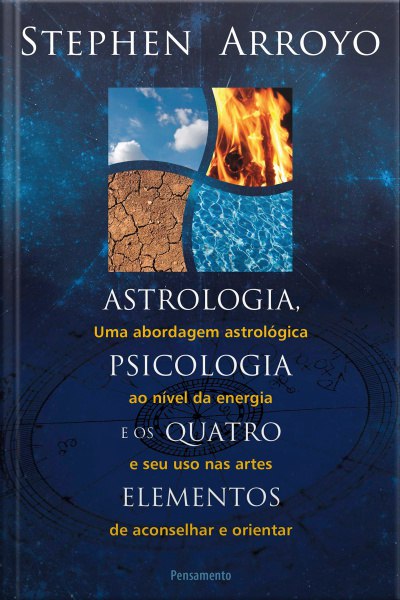 STEPHEN ARROYO
ASTROLOGIA,
Uma abordagem astrológica
PSICOLOGIA
ao nível da energia
E OS QUATRO
e seu uso nas artes
ELEMENTOS
de aconselhar e orientar
Pensamento